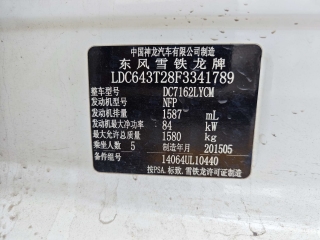 中国神龙汽车有限公司制造
东风雪铁龙牌
LDC643T28F3341789
整车型号 DC7162LYCM
发动机型号 NFP
发动机排量 1587 mL
发动机最大净功率 84 kW
最大允许总质量 1580 kg
乘坐人数 5 制造年月 201505
备件组号 14064UL10440
按PSA.标致.雪铁龙许可证制造